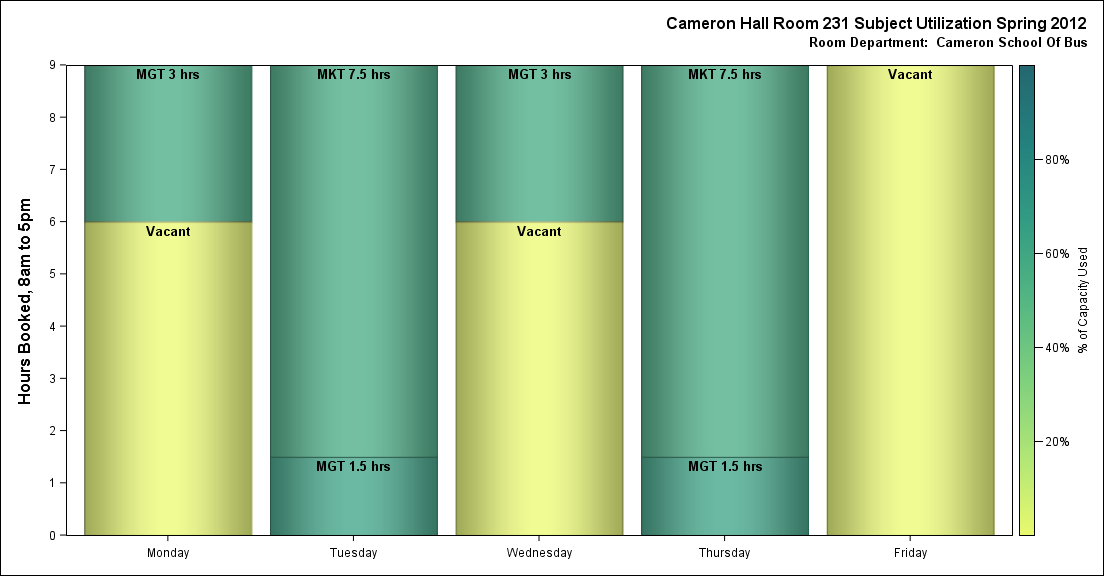 Cameron Hall Room 231 Subject Utilization Spring 2012
Room Department:  Cameron School Of Bus
Hours Booked, 8am to 5pm
9
8
7
6
5
4
3
2
1
0
MGT 3 hrs
Vacant
MKT 7.5 hrs
MGT 1.5 hrs
MGT 3 hrs
Vacant
MKT 7.5 hrs
MGT 1.5 hrs
Vacant
Monday
Tuesday
Wednesday
Thursday
Friday
80%
60%
40%
20%
% of Capacity Used